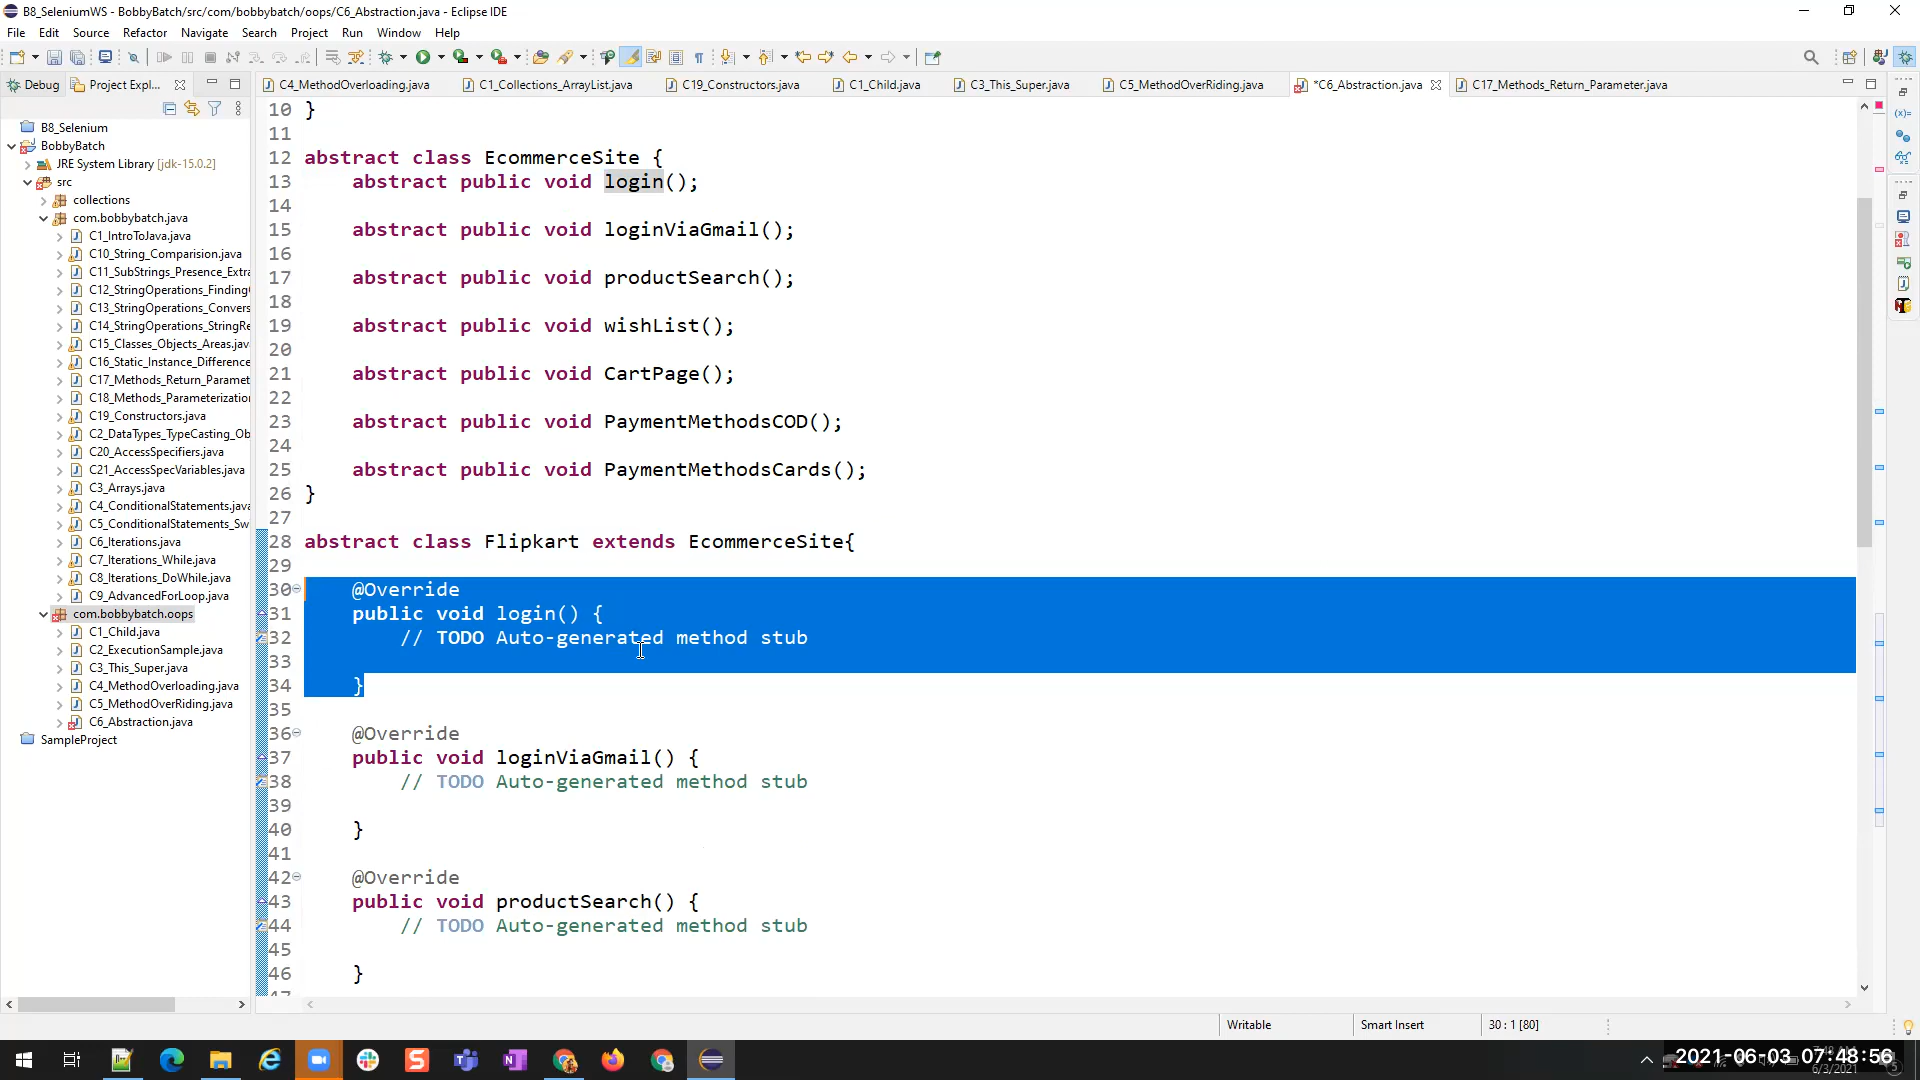 B8_SeleniumWS - BobbyBatch/src/com/bobbybatch/oops/C6_Abstraction.java - Eclipse IDE
File Edit Source Refactor Navigate Search Project Run Window Help
Debug Project Expl...
C4_MethodOverloading.java C1_Collections_ArrayList.java C19_Constructors.java C1_Child.java C3_This_Super.java C5_MethodOverRiding.java *C6_Abstraction.java C17_Methods_Return_Parameter.java
B8_Selenium
BobbyBatch
JRE System Library [jdk-15.0.2]
src
collections
com.bobbybatch.java
C1_IntroToJava.java
C10_String_Comparision.java
C11_SubStrings_Presence_Extra
C12_StringOperations_Finding
C13_StringOperations_Convers
C14_StringOperations_StringRe
C15_Classes_Objects_Areas.jav
C16_Static_Instance_Difference
C17_Methods_Return_Paramet
C18_Methods_Parameterizatio
C19_Constructors.java
C2_DataTypes_TypeCasting_Ob
C20_AccessSpecifiers.java
C21_AccessSpecVariables.java
C3_Arrays.java
C4_ConditionalStatements.java
C5_ConditionalStatements_Sw
C6_Iterations.java
C7_Iterations_While.java
C8_Iterations_DoWhile.java
C9_AdvancedForLoop.java
com.bobbybatch.oops
C1_Child.java
C2_ExecutionSample.java
C3_This_Super.java
C4_MethodOverloading.java
C5_MethodOverRiding.java
C6_Abstraction.java
SampleProject
10 }
11
12 abstract class EcommerceSite {
13 abstract public void login();
14
15 abstract public void loginViaGmail();
16
17 abstract public void productSearch();
18
19 abstract public void wishList();
20
21 abstract public void CartPage();
22
23 abstract public void PaymentMethodsCOD();
24
25 abstract public void PaymentMethodsCards();
26 }
27
28 abstract class Flipkart extends EcommerceSite{
29
30 @Override
31 public void login() {
32 // TODO Auto-generated method stub
33
34 }
35
36 @Override
37 public void loginViaGmail() {
38 // TODO Auto-generated method stub
39
40 }
41
42 @Override
43 public void productSearch() {
44 // TODO Auto-generated method stub
45
46 }
Writable Smart Insert 30 : 1 [80]
2021-06-03 07:48:56
6/3/2021